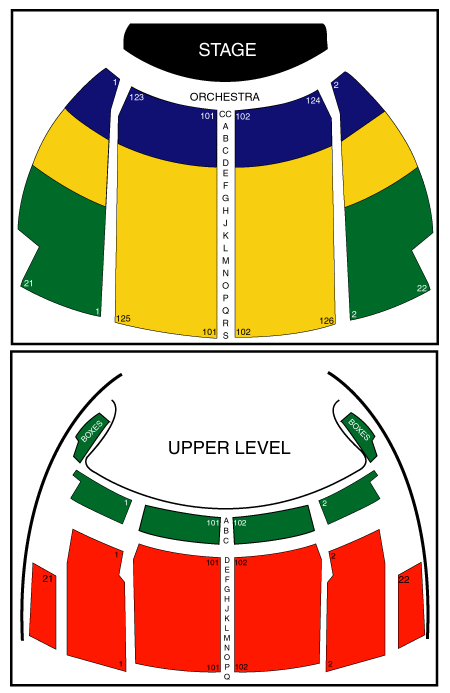 STAGE
1
2
123
ORCHESTRA
124
101
CC
102
A
B
C
D
E
F
G
H
J
K
L
M
N
O
P
Q
R
S
21
22
1
2
125
126
101
102
BOXES
BOXES
UPPER LEVEL
1
2
101
A
102
B
C
1
2
101
D
102
E
F
G
H
J
K
L
M
N
O
P
Q
21
22
1
101
102
2